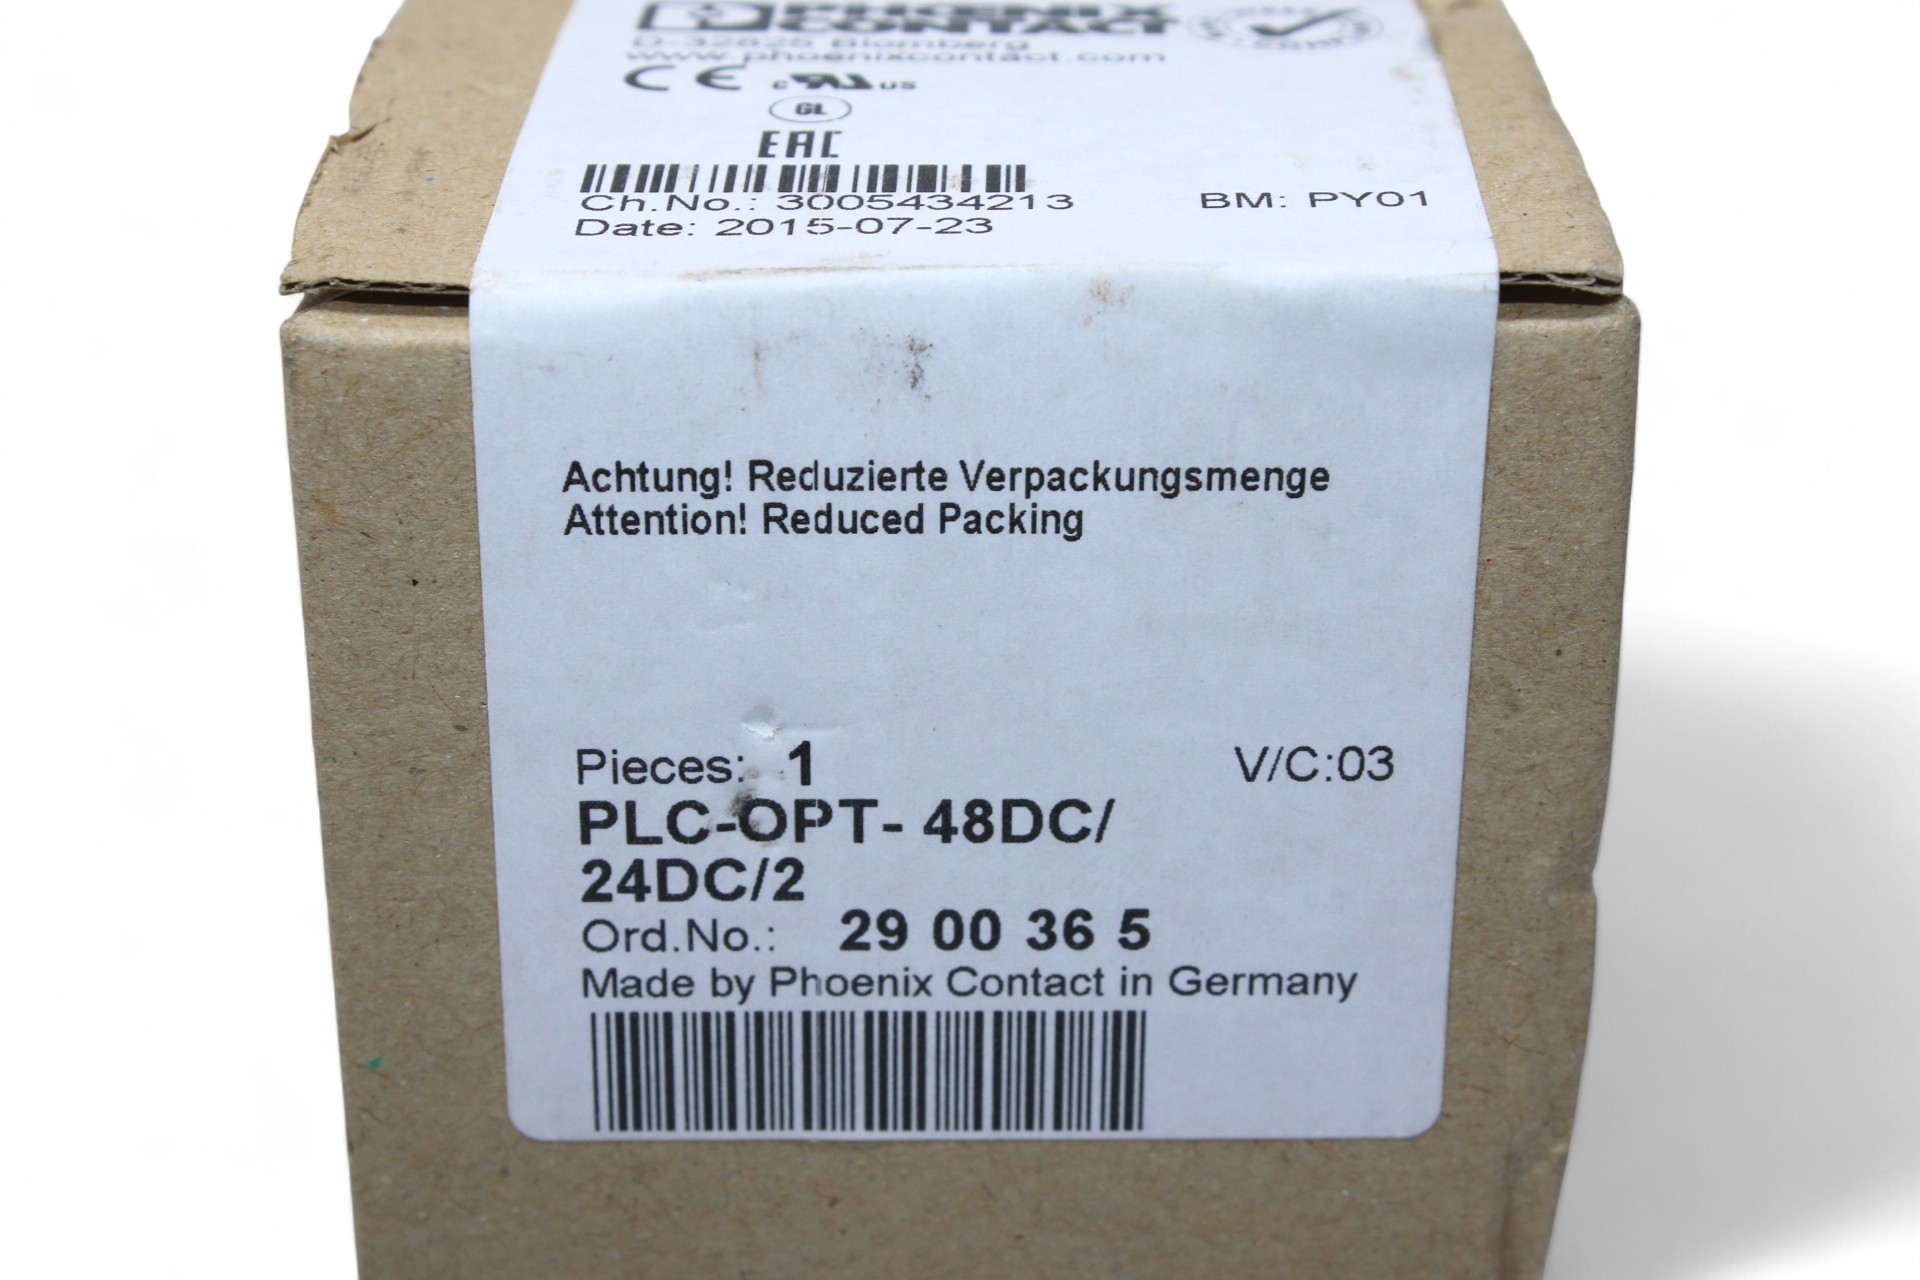 PHOENIX
CONTACT
D-32825 Blomberg
www.phoenixcontact.com
CE c US
GL
EAC
Ch.No.: 3005434213 BM: PY01
Date: 2015-07-23
Achtung! Reduzierte Verpackungsmenge
Attention! Reduced Packing
Pieces: 1 V/C:03
PLC-OPT- 48DC/
24DC/2
Ord.No.: 29 00 36 5
Made by Phoenix Contact in Germany